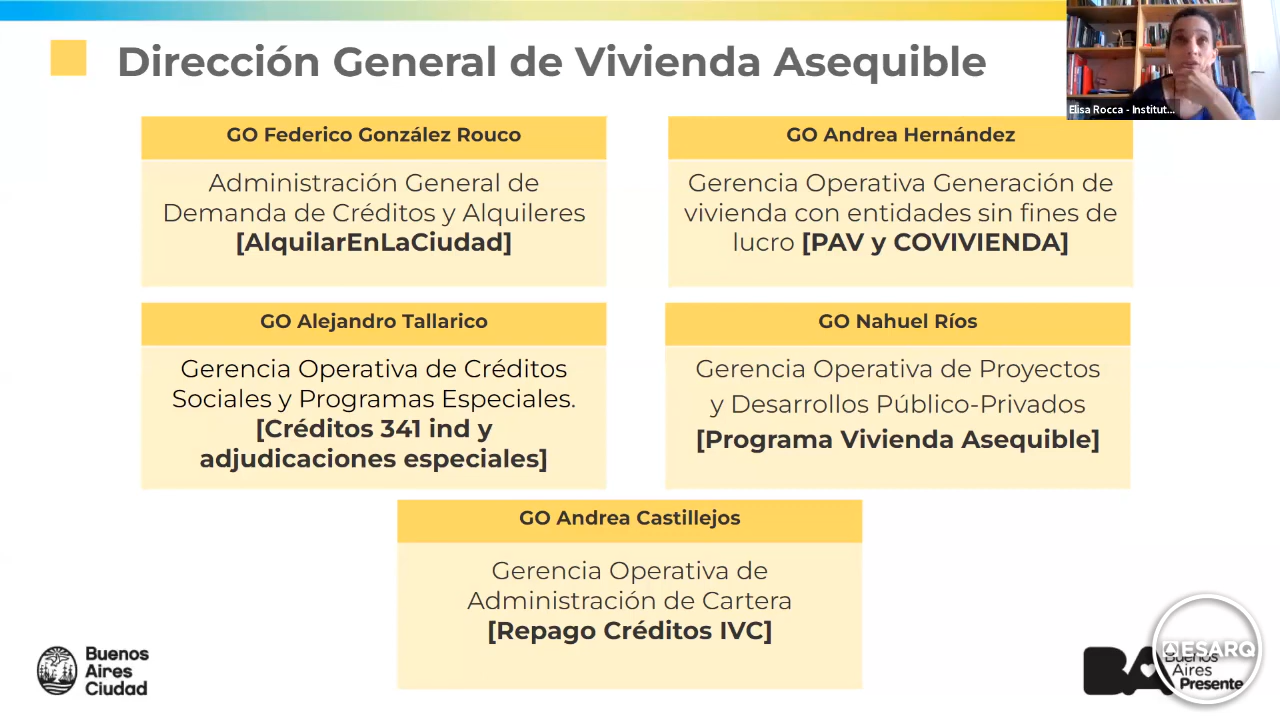 Dirección General de Vivienda Asequible
Elisa Rocca - Institut...
GO Federico González Rouco
Administración General de
Demanda de Créditos y Alquileres
[AlquilarEnLaCiudad]
GO Andrea Hernández
Gerencia Operativa Generación de
vivienda con entidades sin fines de
lucro [PAV y COVIVIENDA]
GO Alejandro Tallarico
Gerencia Operativa de Créditos
Sociales y Programas Especiales.
[Créditos 341 ind y
adjudicaciones especiales]
GO Nahuel Ríos
Gerencia Operativa de Proyectos
y Desarrollos Público-Privados
[Programa Vivienda Asequible]
GO Andrea Castillejos
Gerencia Operativa de
Administración de Cartera
[Repago Créditos IVC]
Buenos
Aires
Ciudad
BA
ESARQ
Buenos
Aires
Presente